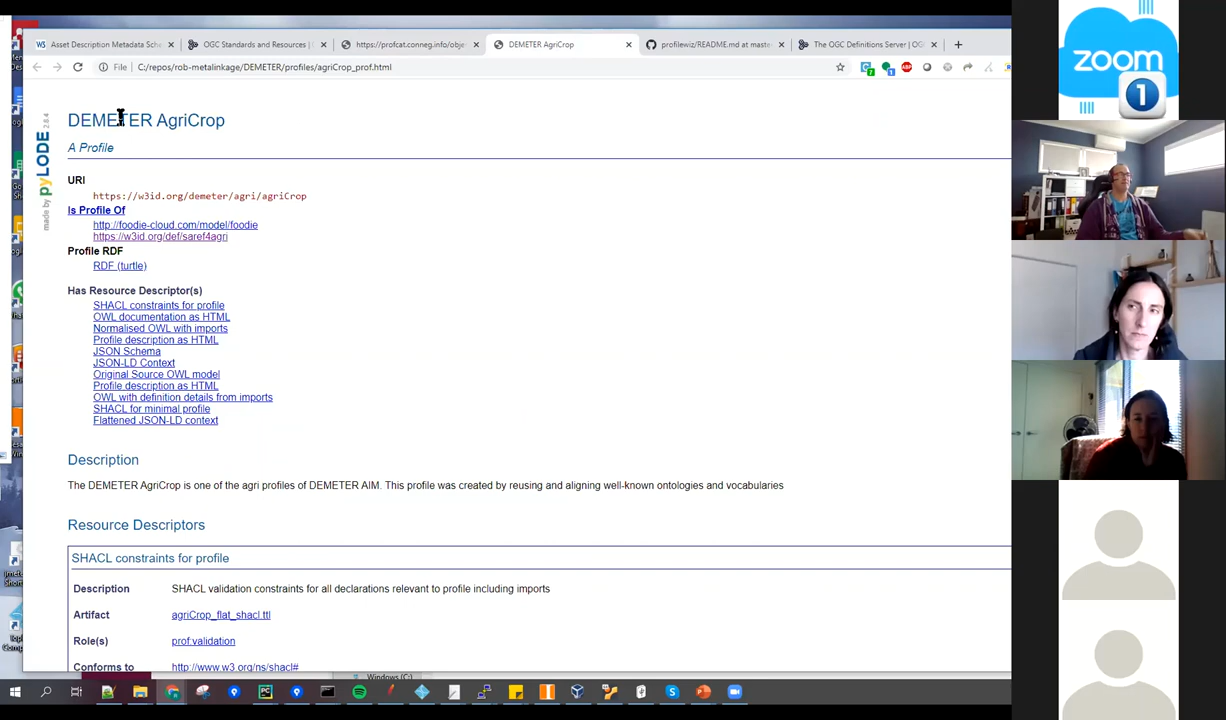 Asset Description Metadata Sche
OGC Standards and Resources |
https://profcat.conneg.info/obje
DEMETER AgriCrop
profilewiz/README.md at maste
The OGC Definitions Server | OG
File
C:/repos/rob-metalinkage/DEMETER/profiles/agriCrop_prof.html
made by pyLODE 2.8.4
DEMETER AgriCrop
A Profile
URI
https://w3id.org/demeter/agri/agriCrop
Is Profile Of
http://foodie-cloud.com/model/foodie
https://w3id.org/def/saref4agri
Profile RDF
RDF (turtle)
Has Resource Descriptor(s)
SHACL constraints for profile
OWL documentation as HTML
Normalised OWL with imports
Profile description as HTML
JSON Schema
JSON-LD Context
Original Source OWL model
Profile description as HTML
OWL with definition details from imports
SHACL for minimal profile
Flattened JSON-LD context
Description
The DEMETER AgriCrop is one of the agri profiles of DEMETER AIM. This profile was created by reusing and aligning well-known ontologies and vocabularies
Resource Descriptors
SHACL constraints for profile
Description SHACL validation constraints for all declarations relevant to profile including imports
Artifact agriCrop_flat_shacl.ttl
Role(s) prof:validation
Conforms to http://www.w3.org/ns/shacl#
Windows (C:)
zoom
1